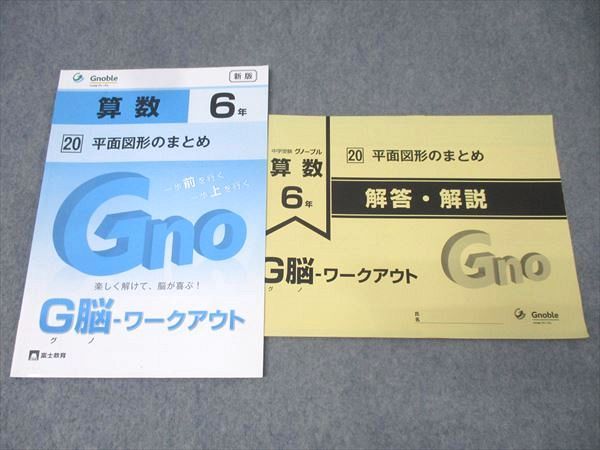 Gnoble
新版
算数 6年
20 平面図形のまとめ
一歩前を行く
一歩上を行く
Gno
楽しく解けて、脳が喜ぶ！
G脳-ワークアウト
グノ
富士教育
中学受験 グノーブル
算数
6年
20 平面図形のまとめ
解答・解説
Gno
G脳-ワークアウト
グノ
氏名
Gnoble